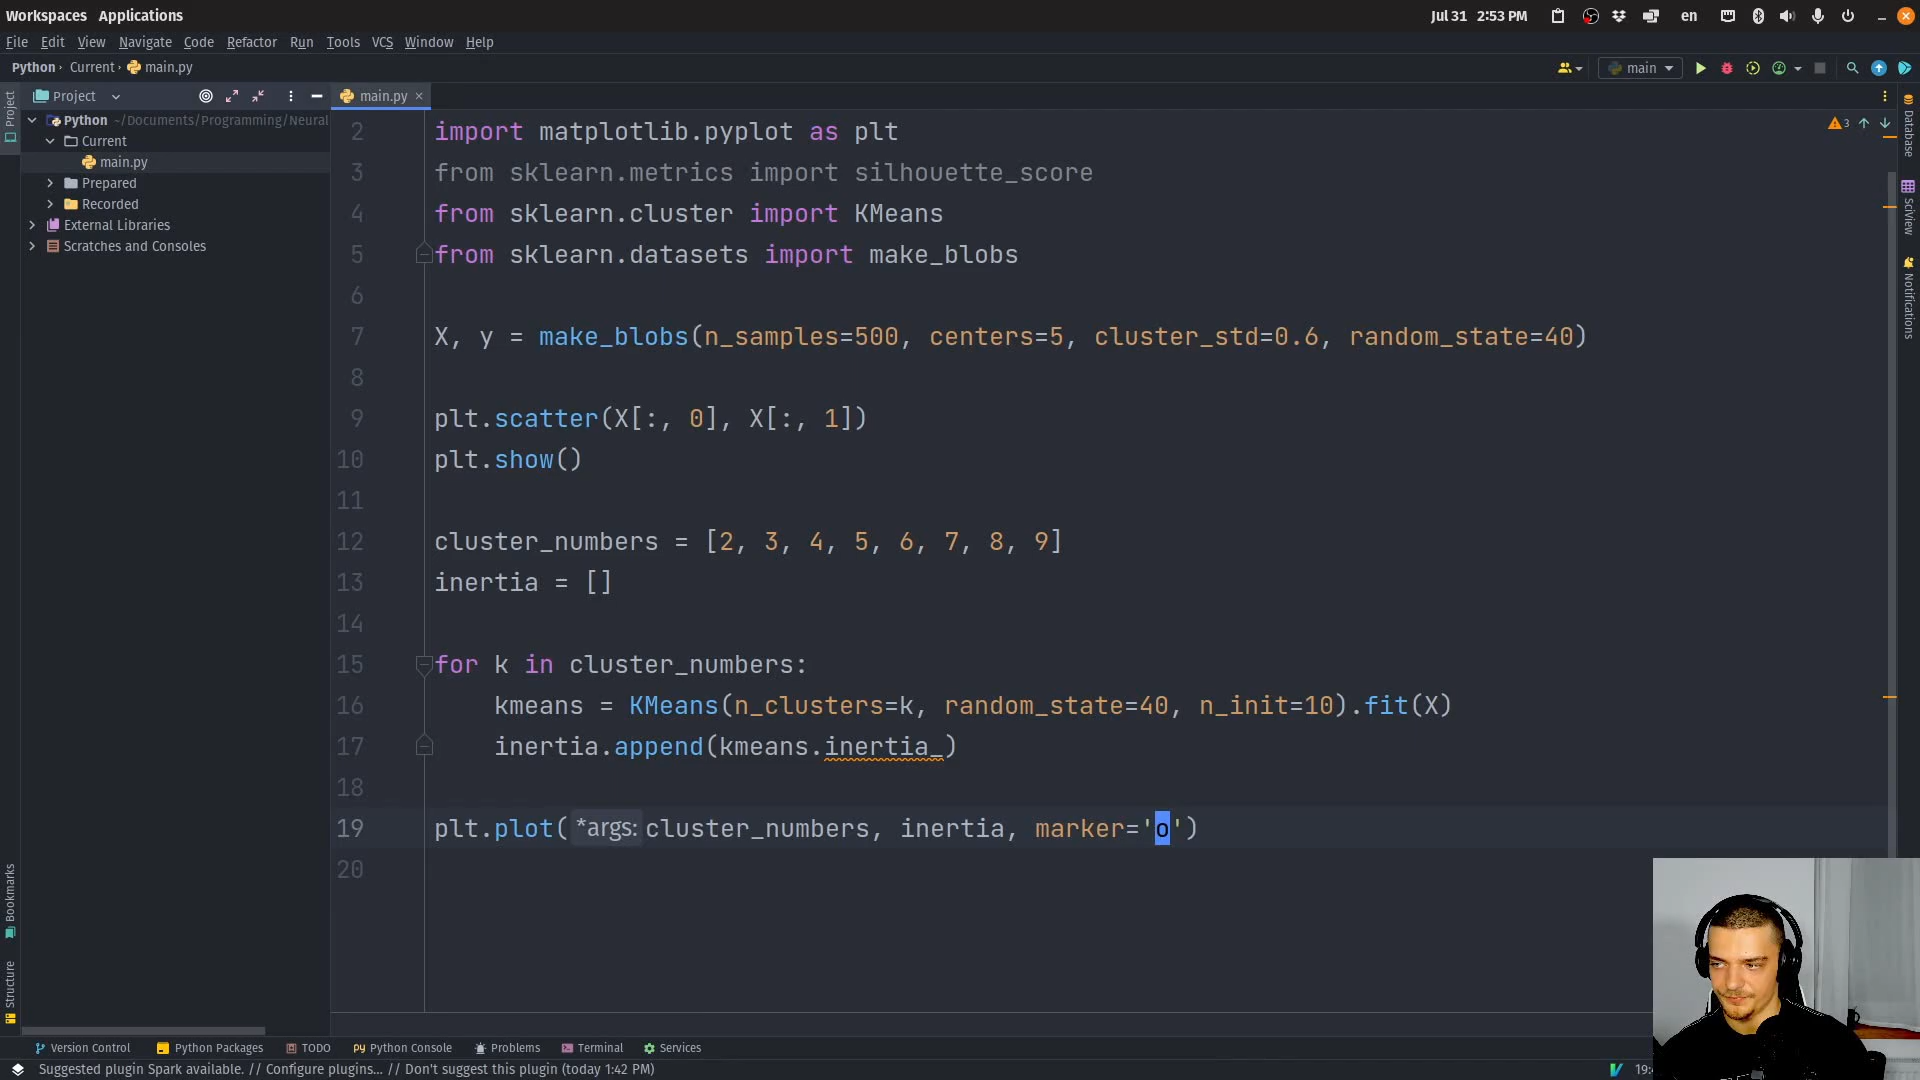 Workspaces Applications
Jul 31 2:53 PM
en
File Edit View Navigate Code Refactor Run Tools VCS Window Help
Python › Current › main.py
main
Project
main.py ×
Python ~/Documents/Programming/Neural
Current
main.py
Prepared
Recorded
External Libraries
Scratches and Consoles
3
2 import matplotlib.pyplot as plt
3 from sklearn.metrics import silhouette_score
4 from sklearn.cluster import KMeans
5 from sklearn.datasets import make_blobs
6
7 X, y = make_blobs(n_samples=500, centers=5, cluster_std=0.6, random_state=40)
8
9 plt.scatter(X[:, 0], X[:, 1])
10 plt.show()
11
12 cluster_numbers = [2, 3, 4, 5, 6, 7, 8, 9]
13 inertia = []
14
15 for k in cluster_numbers:
16 kmeans = KMeans(n_clusters=k, random_state=40, n_init=10).fit(X)
17 inertia.append(kmeans.inertia_)
18
19 plt.plot(*args: cluster_numbers, inertia, marker='o')
20
Project
Bookmarks
Structure
Database
SciView
Notifications
Version Control Python Packages TODO Python Console Problems Terminal Services
Suggested plugin Spark available. // Configure plugins... // Don't suggest this plugin (today 1:42 PM)